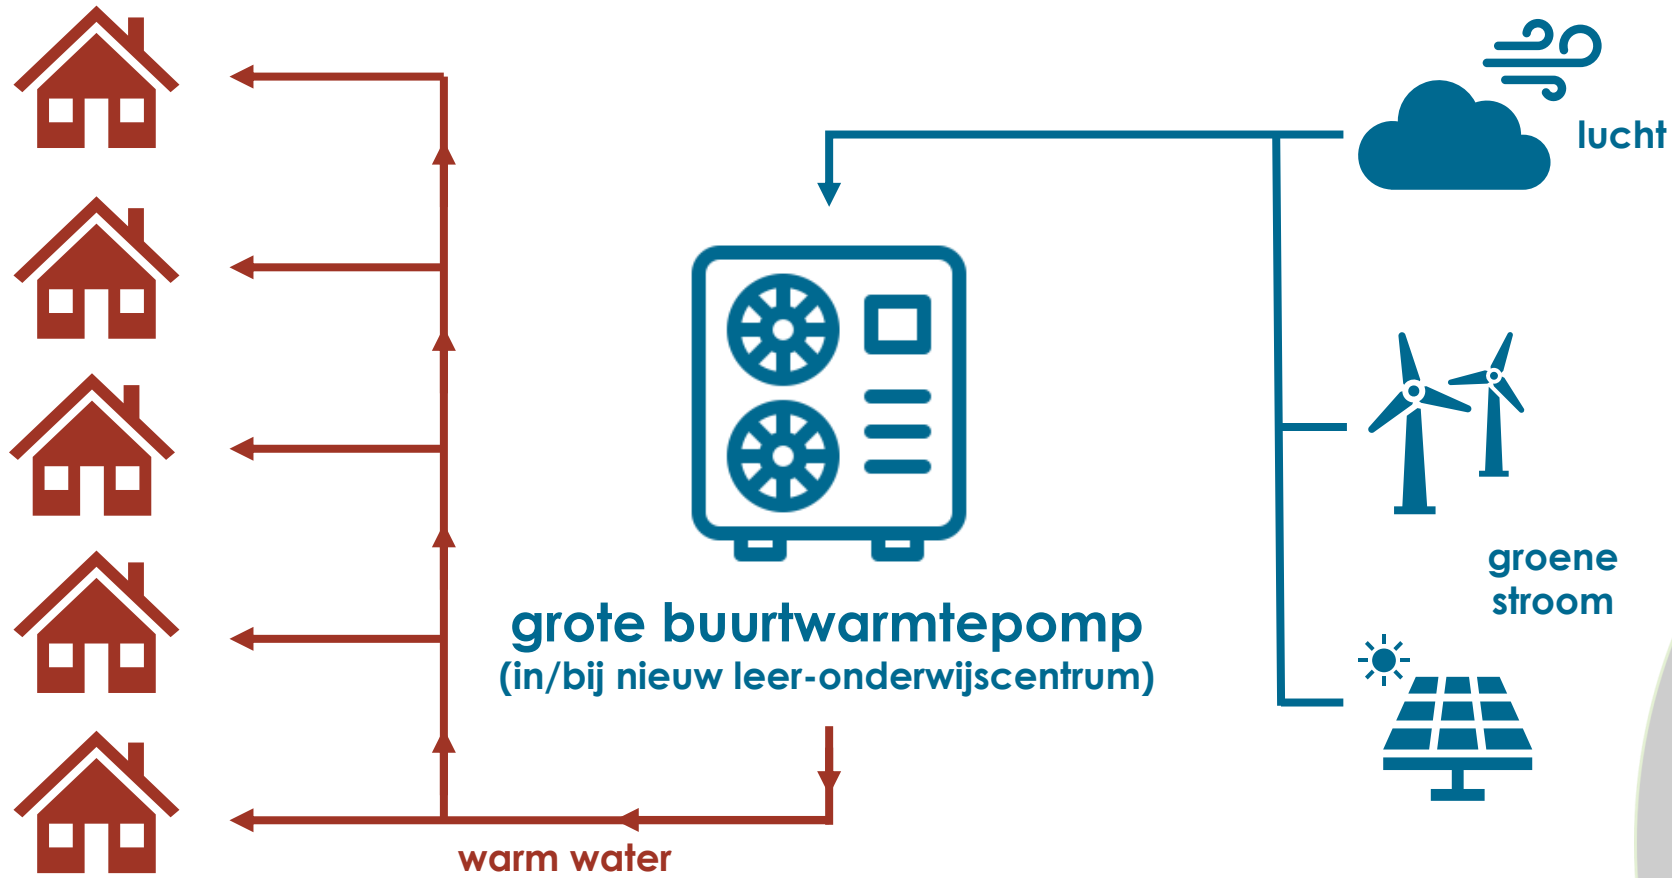 lucht
groene
stroom
grote buurtwarmtepomp
(in/bij nieuw leer-onderwijscentrum)
warm water